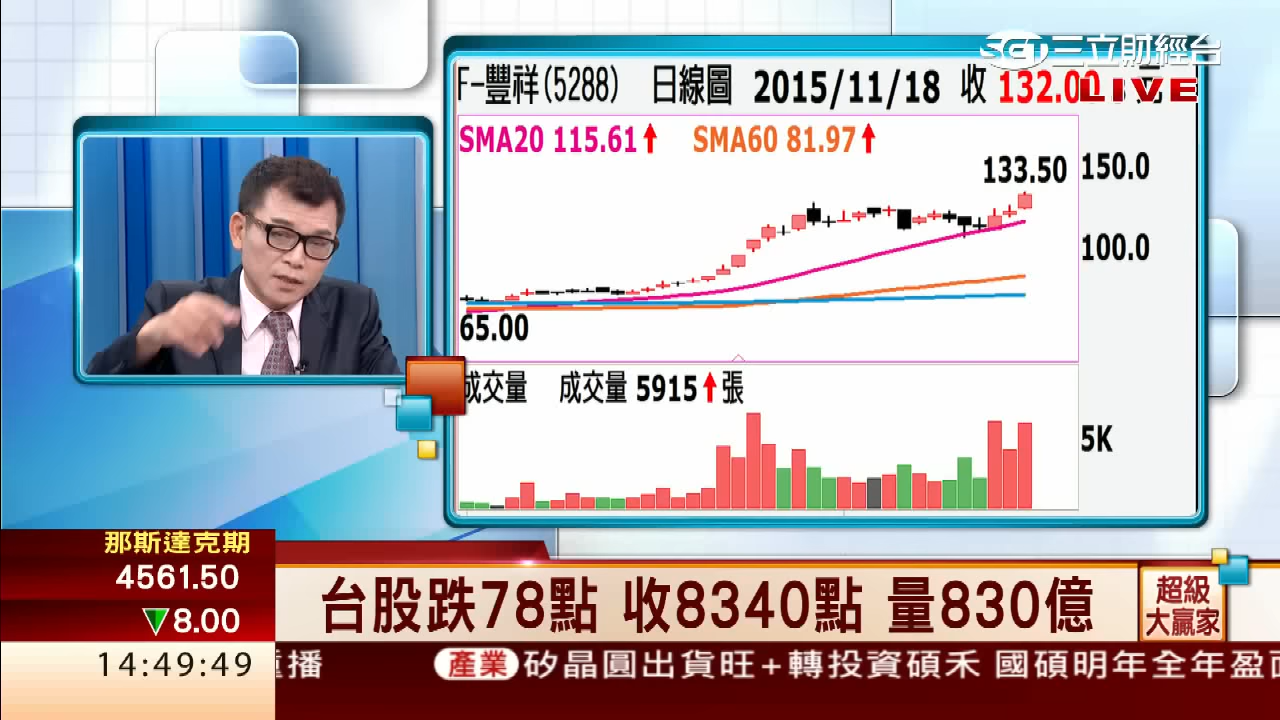 SET 三立財經台
LIVE
F-豐祥(5288) 日線圖 2015/11/18 收 132.00
SMA20 115.61↑ SMA60 81.97↑
133.50
150.0
100.0
65.00
成交量 成交量 5915↑張
5K
那斯達克期
4561.50
▼8.00
台股跌78點 收8340點 量830億
超級
大贏家
14:49:49
重播 產業 矽晶圓出貨旺+轉投資碩禾 國碩明年全年盈